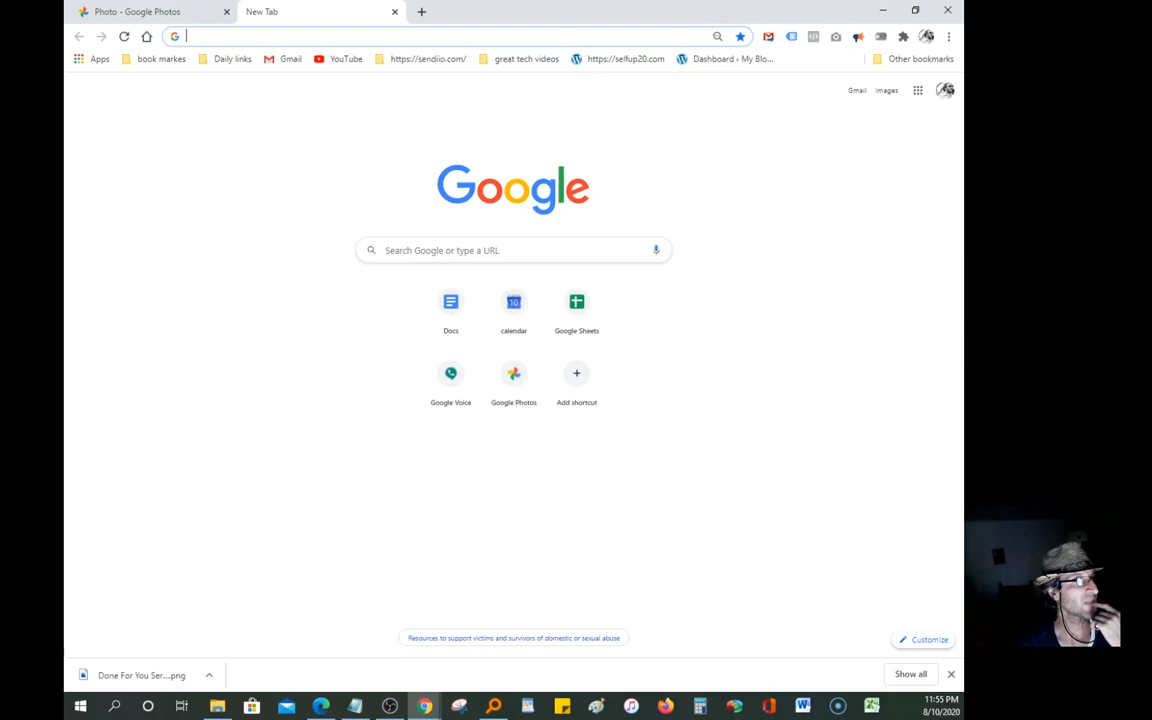 Photo - Google Photos
New Tab
Apps
book markes
Daily links
Gmail
YouTube
https://sendiio.com/
great tech videos
https://selfup20.com
Dashboard ‹ My Blo...
Other bookmarks
Gmail
Images
Google
Search Google or type a URL
10
Docs
calendar
Google Sheets
Google Voice
Google Photos
Add shortcut
Resources to support victims and survivors of domestic or sexual abuse
Customize
Done For You Ser....png
Show all
11:55 PM
8/10/2020